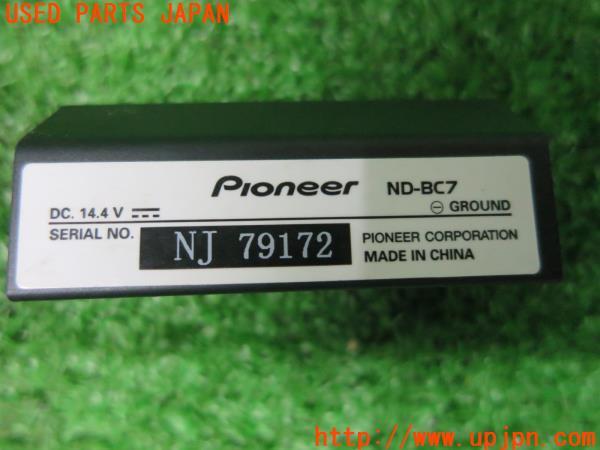 USED PARTS JAPAN
Pioneer ND-BC7
DC. 14.4 V ⎓ ⊖ GROUND
SERIAL NO. NJ 79172 PIONEER CORPORATION
MADE IN CHINA
http://www.upjpn.com